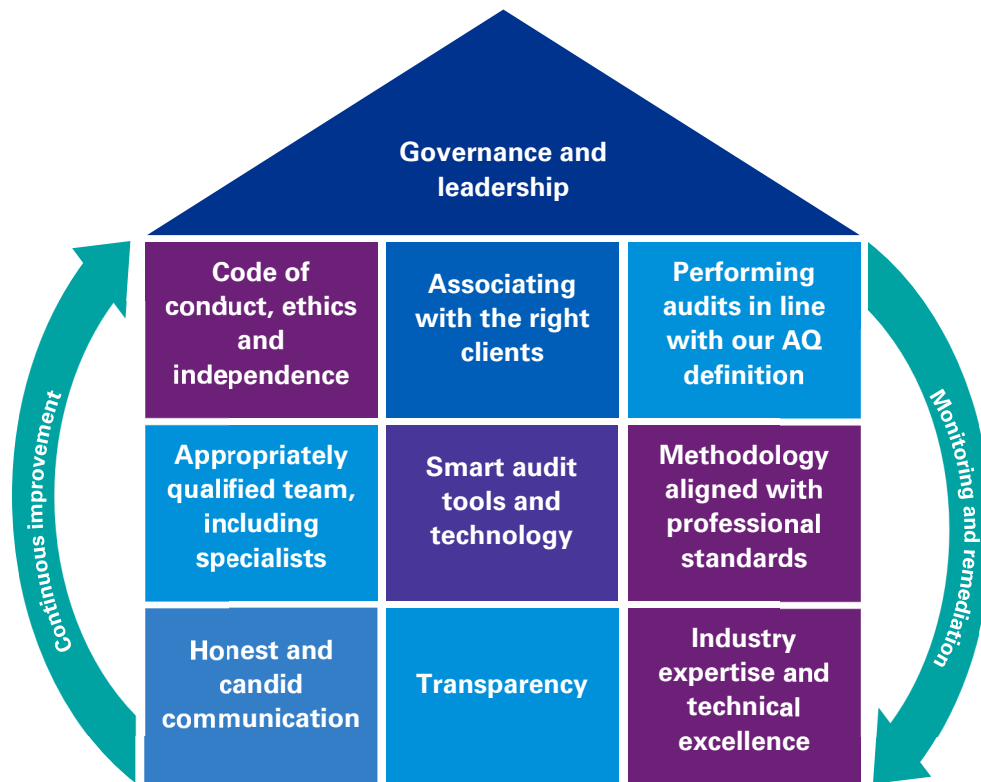 Governance and
leadership
Code of
conduct, ethics
and
independence
Associating
with the right
clients
Performing
audits in line
with our AQ
definition
Appropriately
qualified team,
including
specialists
Smart audit
tools and
technology
Methodology
aligned with
professional
standards
Honest and
candid
communication
Transparency
Industry
expertise and
technical
excellence
Continuous improvement
Monitoring and remediation